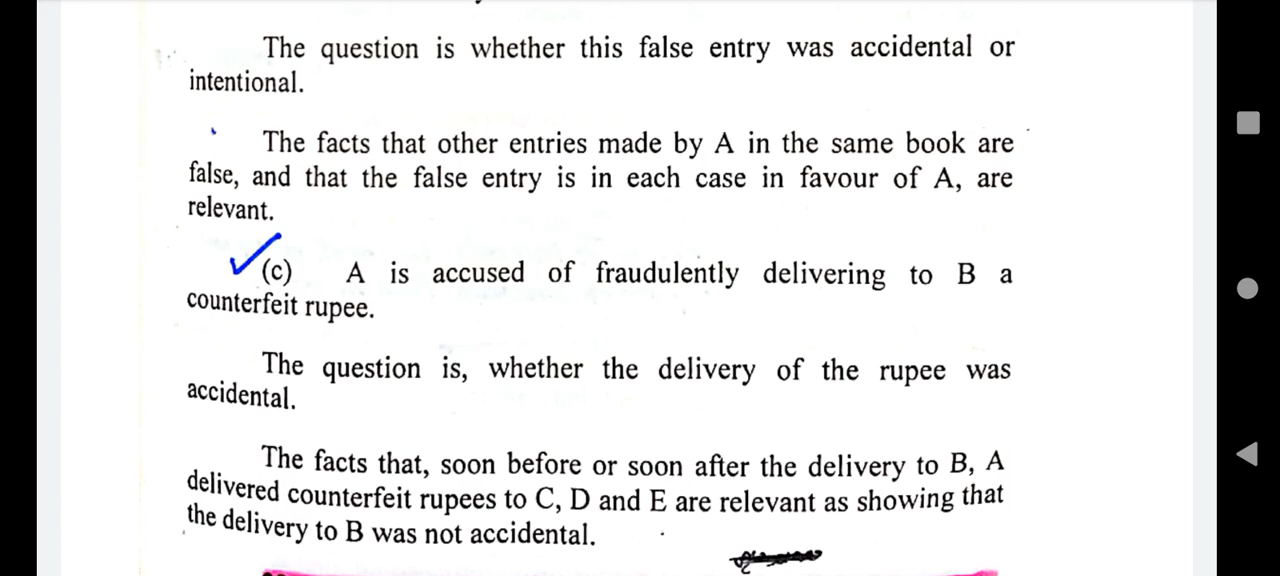 The question is whether this false entry was accidental or
intentional.
The facts that other entries made by A in the same book are
false, and that the false entry is in each case in favour of A, are
relevant.
(c) A is accused of fraudulently delivering to B a
counterfeit rupee.
The question is, whether the delivery of the rupee was
accidental.
The facts that, soon before or soon after the delivery to B, A
delivered counterfeit rupees to C, D and E are relevant as showing that
the delivery to B was not accidental.